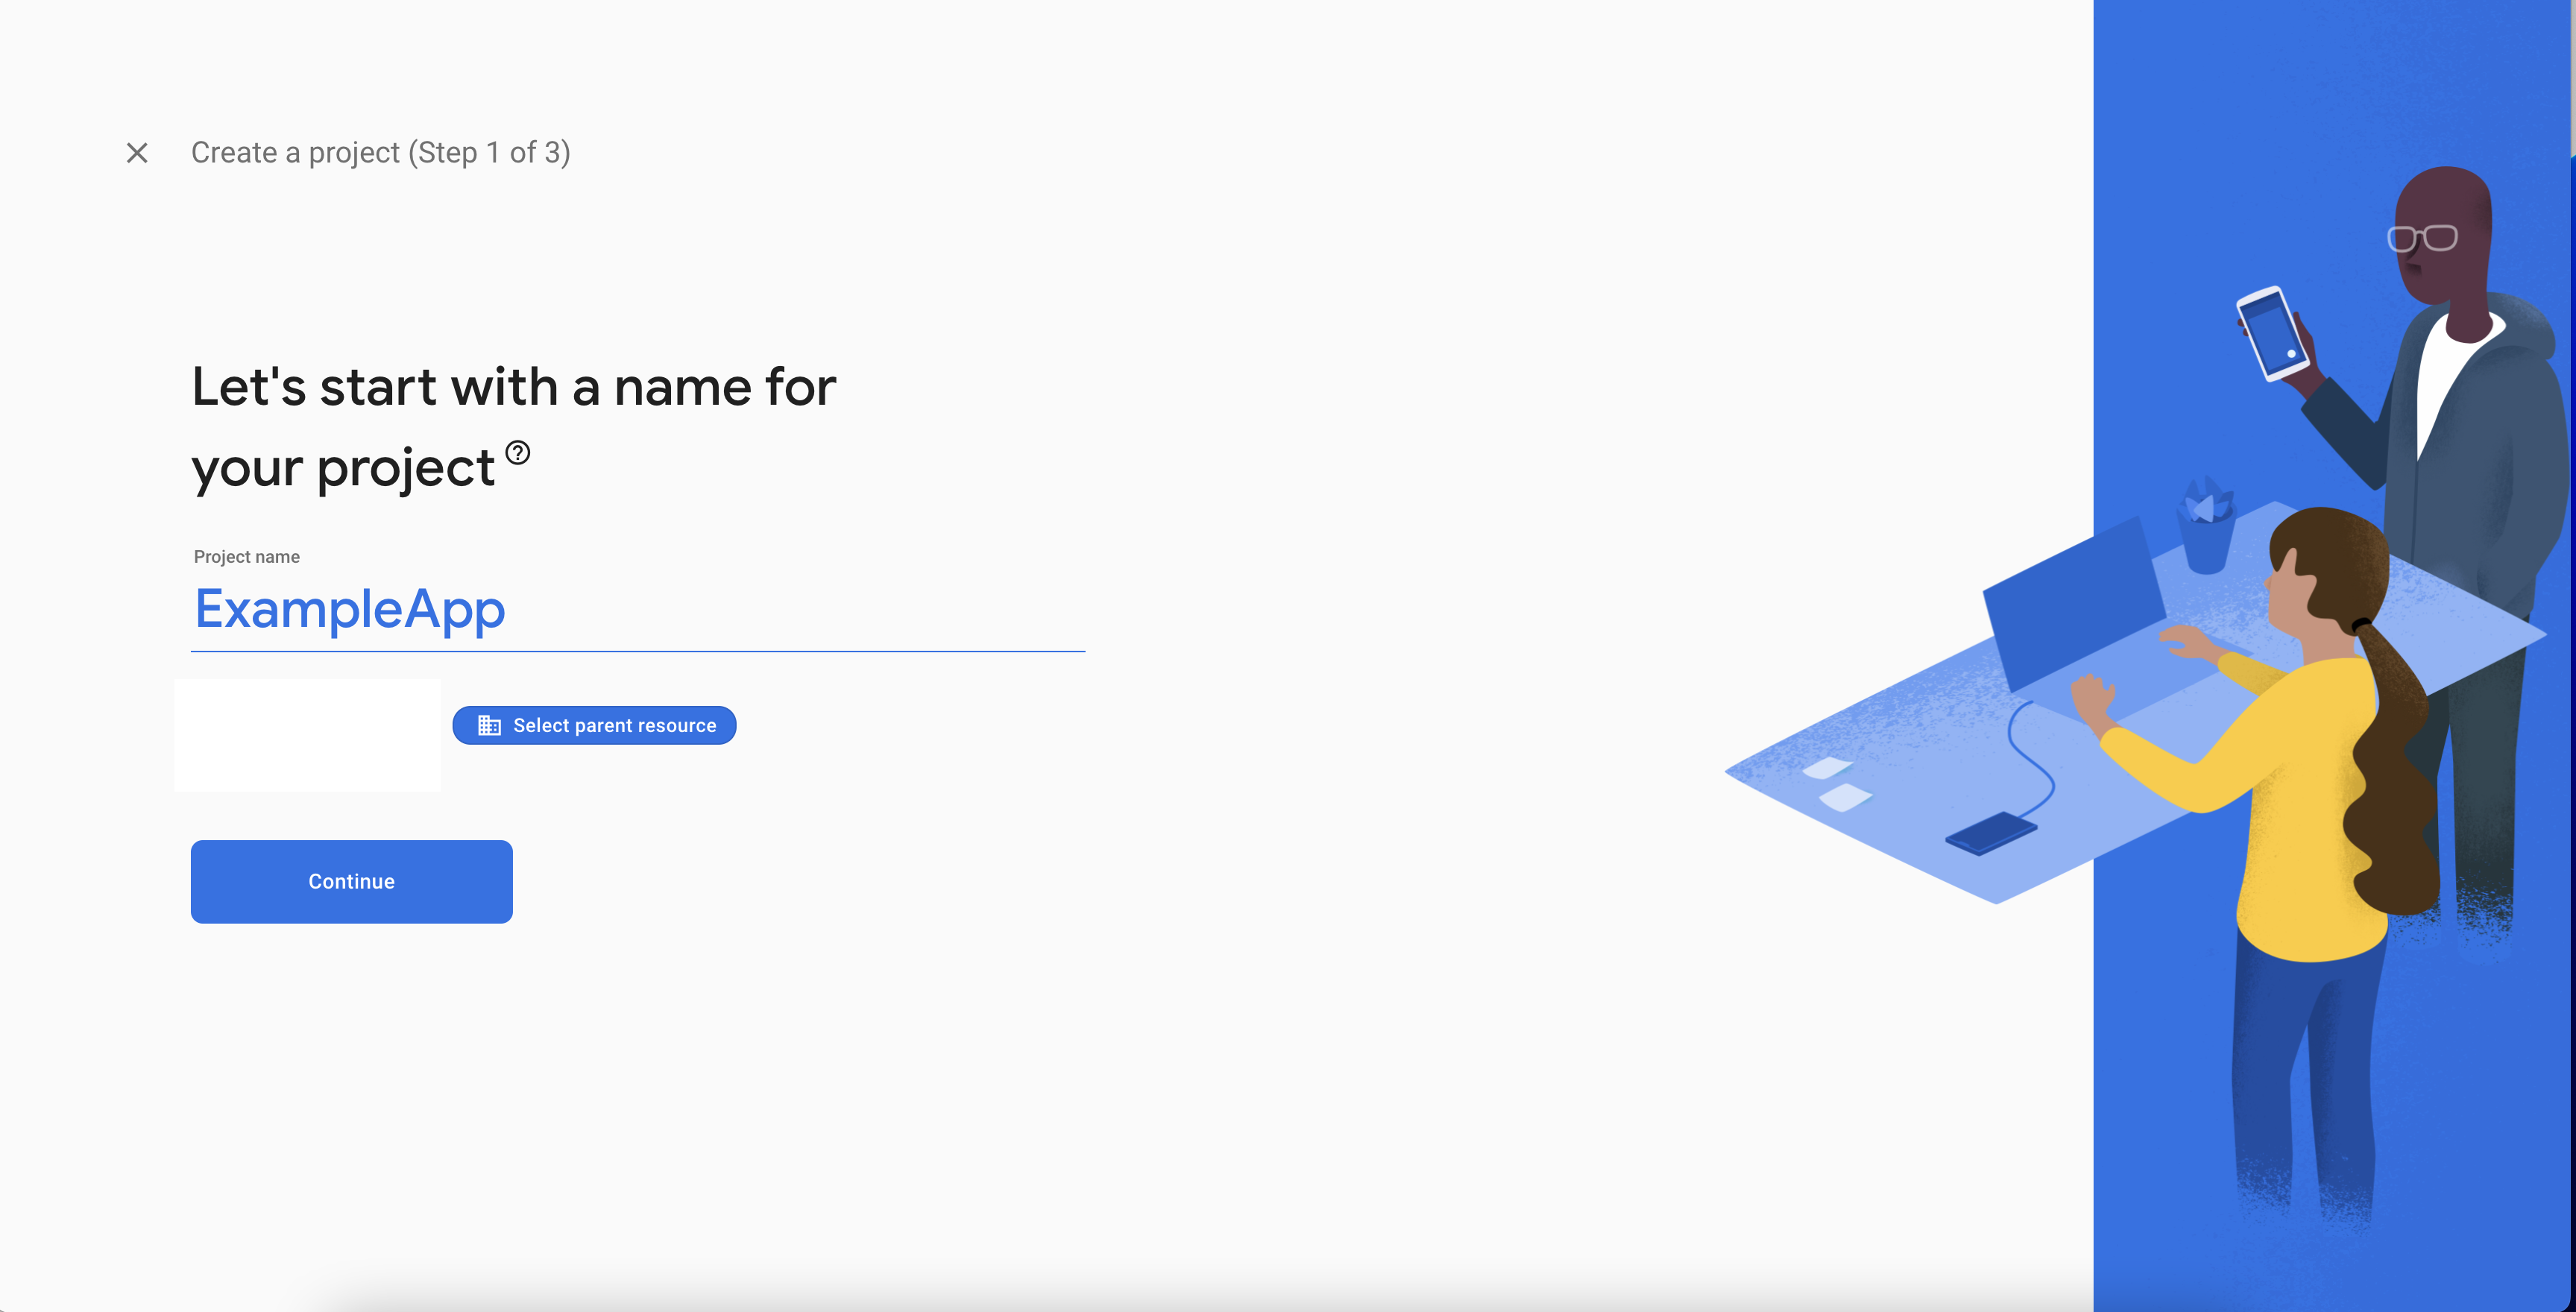 Create a project (Step 1 of 3)
Let's start with a name for
your project
Project name
ExampleApp
Select parent resource
Continue